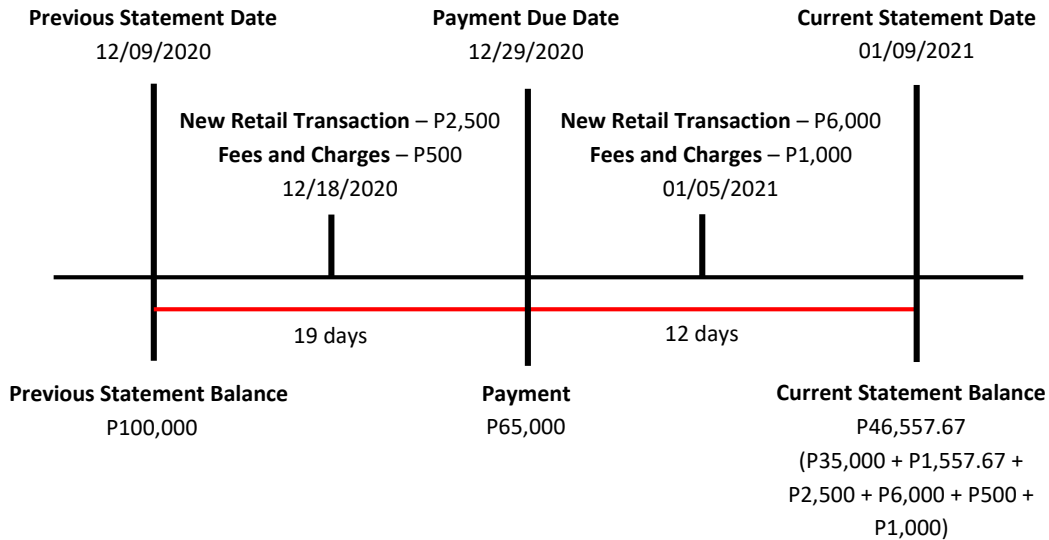 Previous Statement Date
12/09/2020
Payment Due Date
12/29/2020
Current Statement Date
01/09/2021
New Retail Transaction – P2,500
Fees and Charges – P500
12/18/2020
New Retail Transaction – P6,000
Fees and Charges – P1,000
01/05/2021
19 days
12 days
Previous Statement Balance
P100,000
Payment
P65,000
Current Statement Balance
P46,557.67
(P35,000 + P1,557.67 +
P2,500 + P6,000 + P500 +
P1,000)